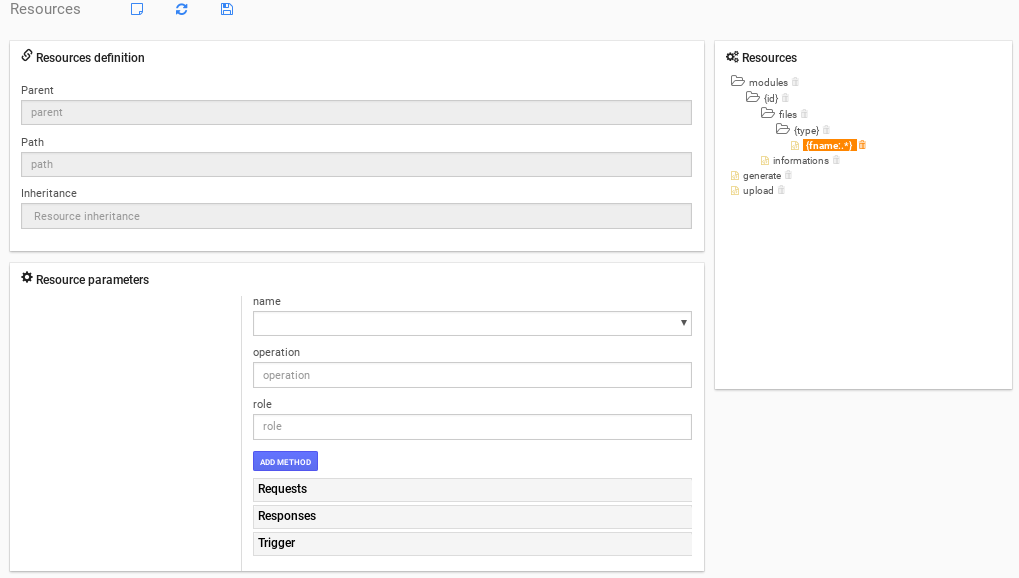 Resources
Resources definition
Parent
parent
Path
path
Inheritance
Resource inheritance
Resource parameters
name
operation
operation
role
role
ADD METHOD
Requests
Responses
Trigger
Resources
modules
{id}
files
{type}
{fname:.*}
informations
generate
upload